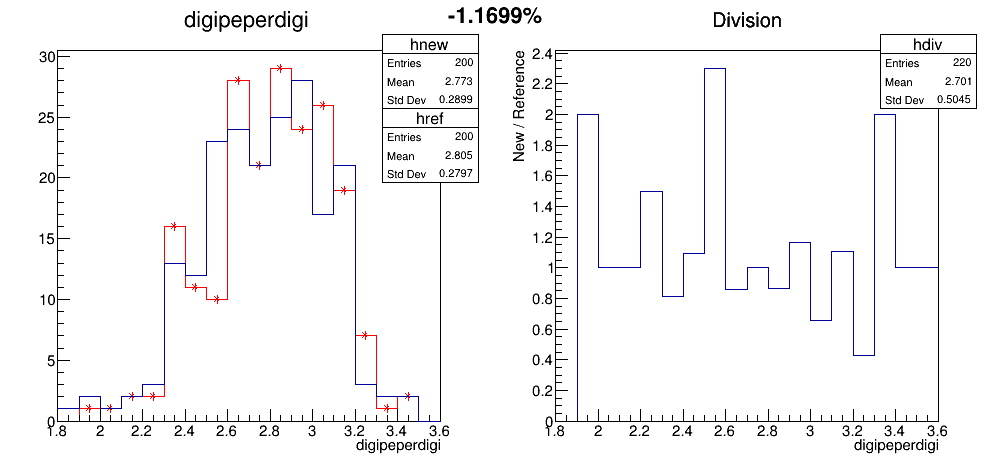 -1.1699%
digipeperdigi
hnew
Entries 200
Mean 2.773
Std Dev 0.2899
href
Entries 200
Mean 2.805
Std Dev 0.2797
30
25
20
15
10
5
0
1.8 2 2.2 2.4 2.6 2.8 3 3.2 3.4 3.6
digipeperdigi
Division
hdiv
Entries 220
Mean 2.701
Std Dev 0.5045
New / Reference
2.4
2.2
2
1.8
1.6
1.4
1.2
1
0.8
0.6
0.4
0.2
0
1.8 2 2.2 2.4 2.6 2.8 3 3.2 3.4 3.6
digipeperdigi